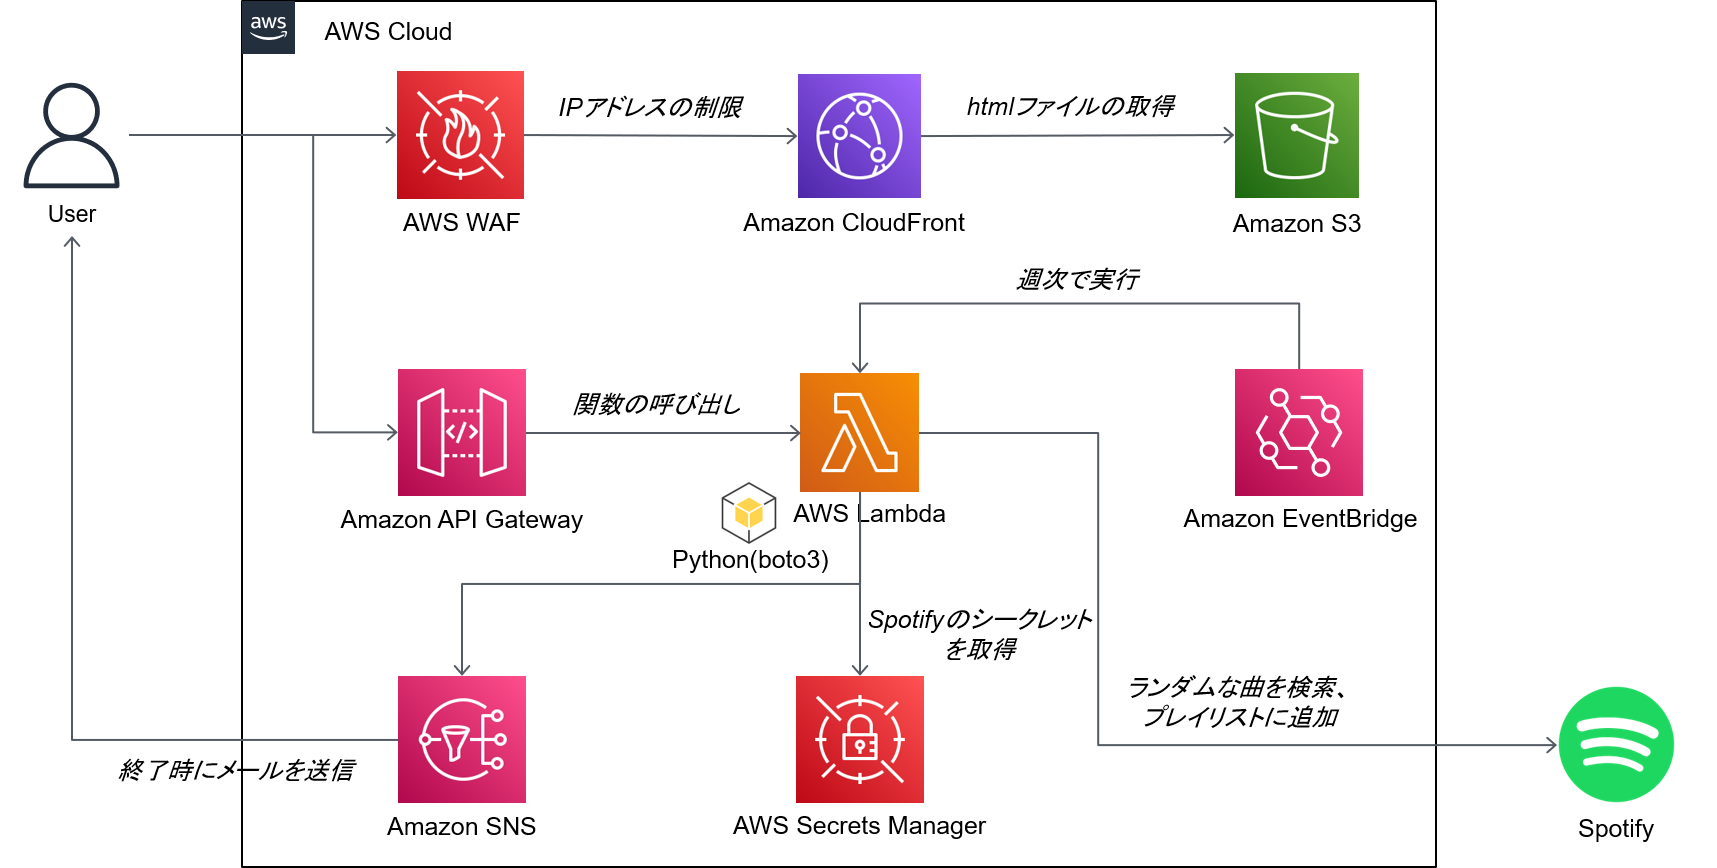 aws
AWS Cloud
User
IPアドレスの制限
htmlファイルの取得
AWS WAF
Amazon CloudFront
Amazon S3
週次で実行
関数の呼び出し
</>
Amazon API Gateway
AWS Lambda
Amazon EventBridge
Python(boto3)
Spotifyのシークレット
を取得
ランダムな曲を検索、
プレイリストに追加
終了時にメールを送信
Amazon SNS
AWS Secrets Manager
Spotify